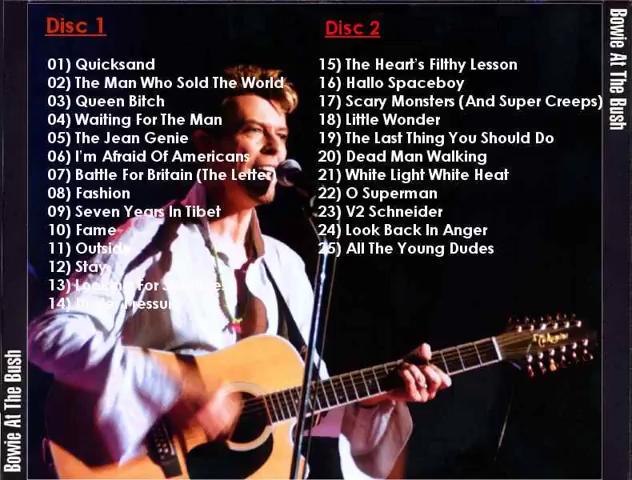 Disc 1
01) Quicksand
02) The Man Who Sold The World
03) Queen Bitch
04) Waiting For The Man
05) The Jean Genie
06) I'm Afraid Of Americans
07) Battle For Britain (The Letter)
08) Fashion
09) Seven Years In Tibet
10) Fame
11) Outside
12) Stay
13) Looking For
14) Under Pressure
Disc 2
15) The Heart's Filthy Lesson
16) Hallo Spaceboy
17) Scary Monsters (And Super Creeps)
18) Little Wonder
19) The Last Thing You Should Do
20) Dead Man Walking
21) White Light White Heat
22) O Superman
23) V2 Schneider
24) Look Back In Anger
25) All The Young Dudes
Bowie At The Bush
Bowie At The Bush